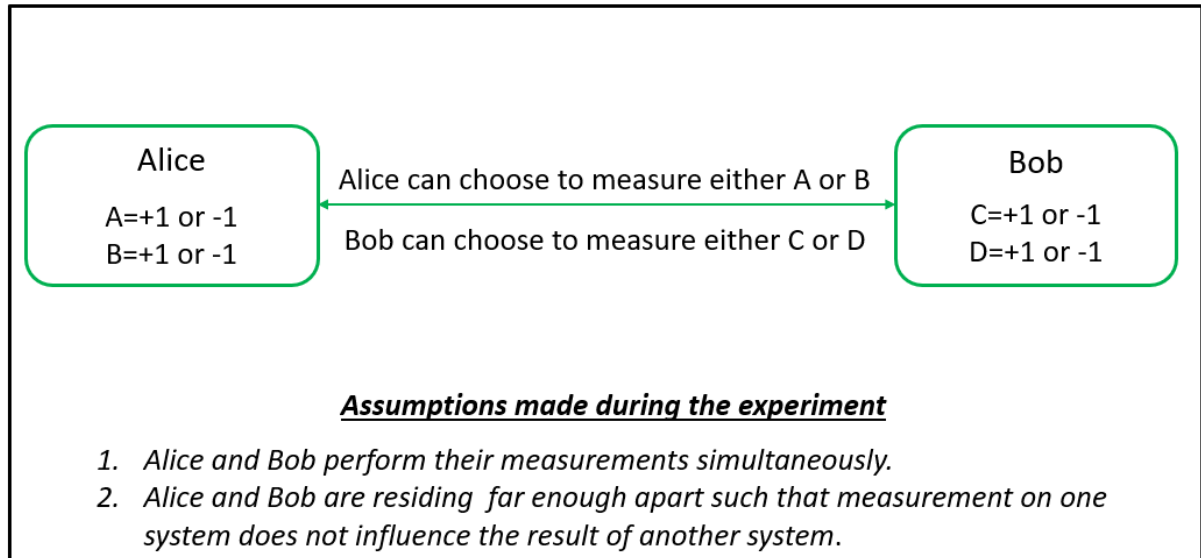 Alice
A=+1 or -1
B=+1 or -1
Alice can choose to measure either A or B
Bob can choose to measure either C or D
Bob
C=+1 or -1
D=+1 or -1
Assumptions made during the experiment
1. Alice and Bob perform their measurements simultaneously.
2. Alice and Bob are residing far enough apart such that measurement on one
system does not influence the result of another system.